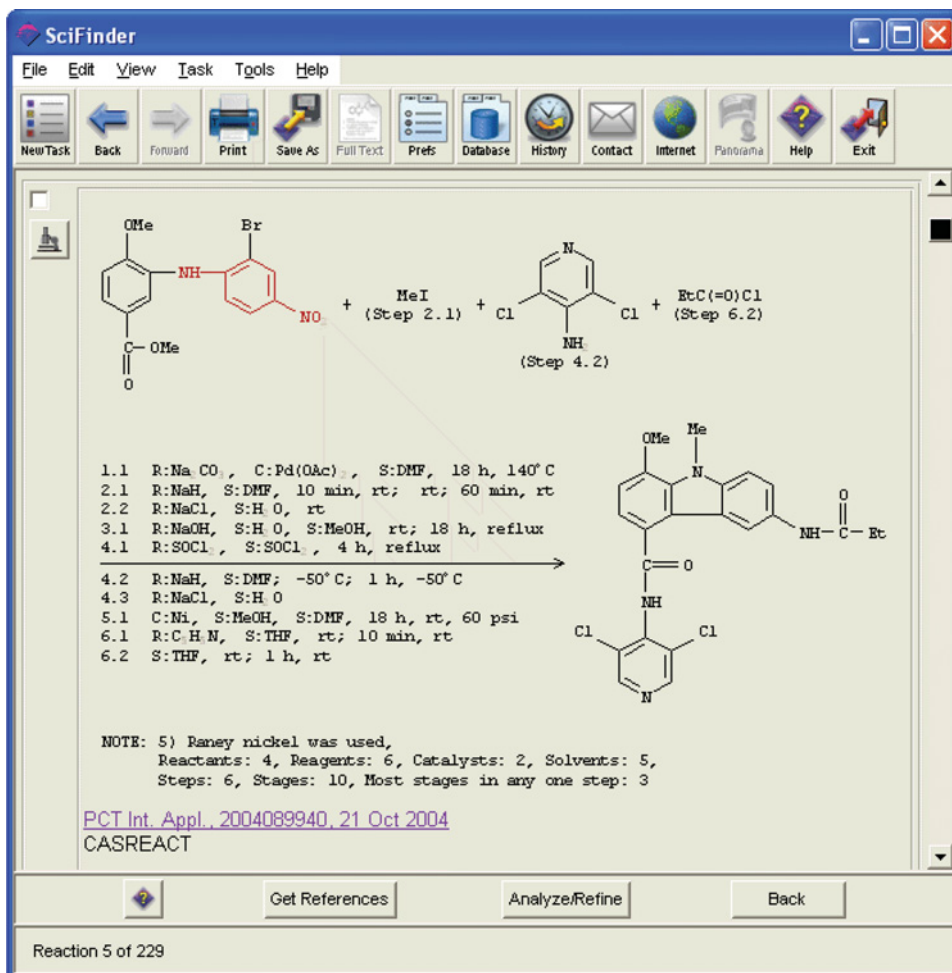 SciFinder
File Edit View Task Tools Help
New Task Back Forward Print Save As Full Text Prefs Database History Contact Internet Panorama Help Exit
OMe
Br
NH
NO2
C
OMe
O
+
MeI
(Step 2.1)
+
N
Cl
Cl
NH2
(Step 4.2)
+
EtC(=O)Cl
(Step 6.2)
1.1 R:Na2CO3, C:Pd(OAc)2, S:DMF, 18 h, 140°C
2.1 R:NaH, S:DMF, 10 min, rt; rt; 60 min, rt
2.2 R:NaCl, S:H2O, rt
3.1 R:NaOH, S:H2O, S:MeOH, rt; 18 h, reflux
4.1 R:SOCl2, S:SOCl2, 4 h, reflux
4.2 R:NaH, S:DMF; -50°C; 1 h, -50°C
4.3 R:NaCl, S:H2O
5.1 C:Ni, S:MeOH, S:DMF, 18 h, rt, 60 psi
6.1 R:C5H5N, S:THF, rt; 10 min, rt
6.2 S:THF, rt; 1 h, rt
OMe
Me
N
O
NH C Et
C O
NH
Cl
Cl
N
NOTE: 5) Raney nickel was used,
Reactants: 4, Reagents: 6, Catalysts: 2, Solvents: 5,
Steps: 6, Stages: 10, Most stages in any one step: 3
PCT Int. Appl., 2004089940, 21 Oct 2004
CASREACT
Get References Analyze/Refine Back
Reaction 5 of 229